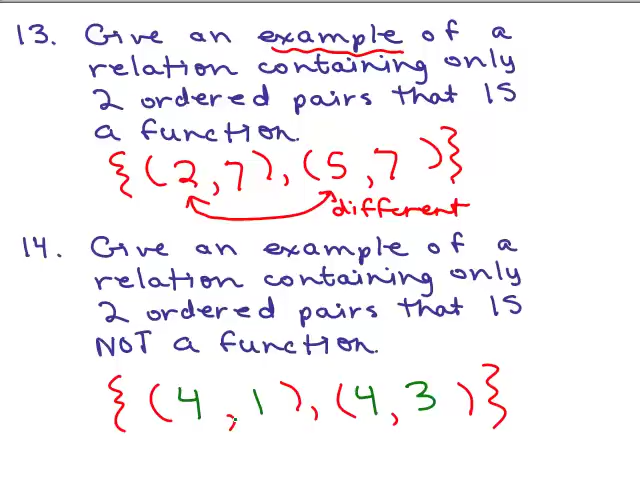 13. Give an example of a
relation containing only
2 ordered pairs that IS
a function.
{(2,7),(5,7)}
different
14. Give an example of a
relation containing only
2 ordered pairs that IS
NOT a function.
{(4,1),(4,3)}